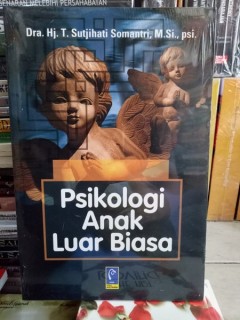 Dra. Hj. T. Sutjihati Somantri, M.Si., psi.
Psikologi
Anak
Luar Biasa